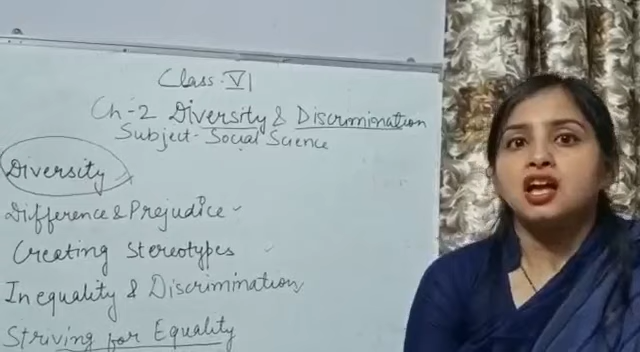 Class VI
Ch-2 Diversity & Discrimination
Subject- Social Science
Diversity
Difference & Prejudice
Creating Stereotypes
Inequality & Discrimination
Striving for Equality